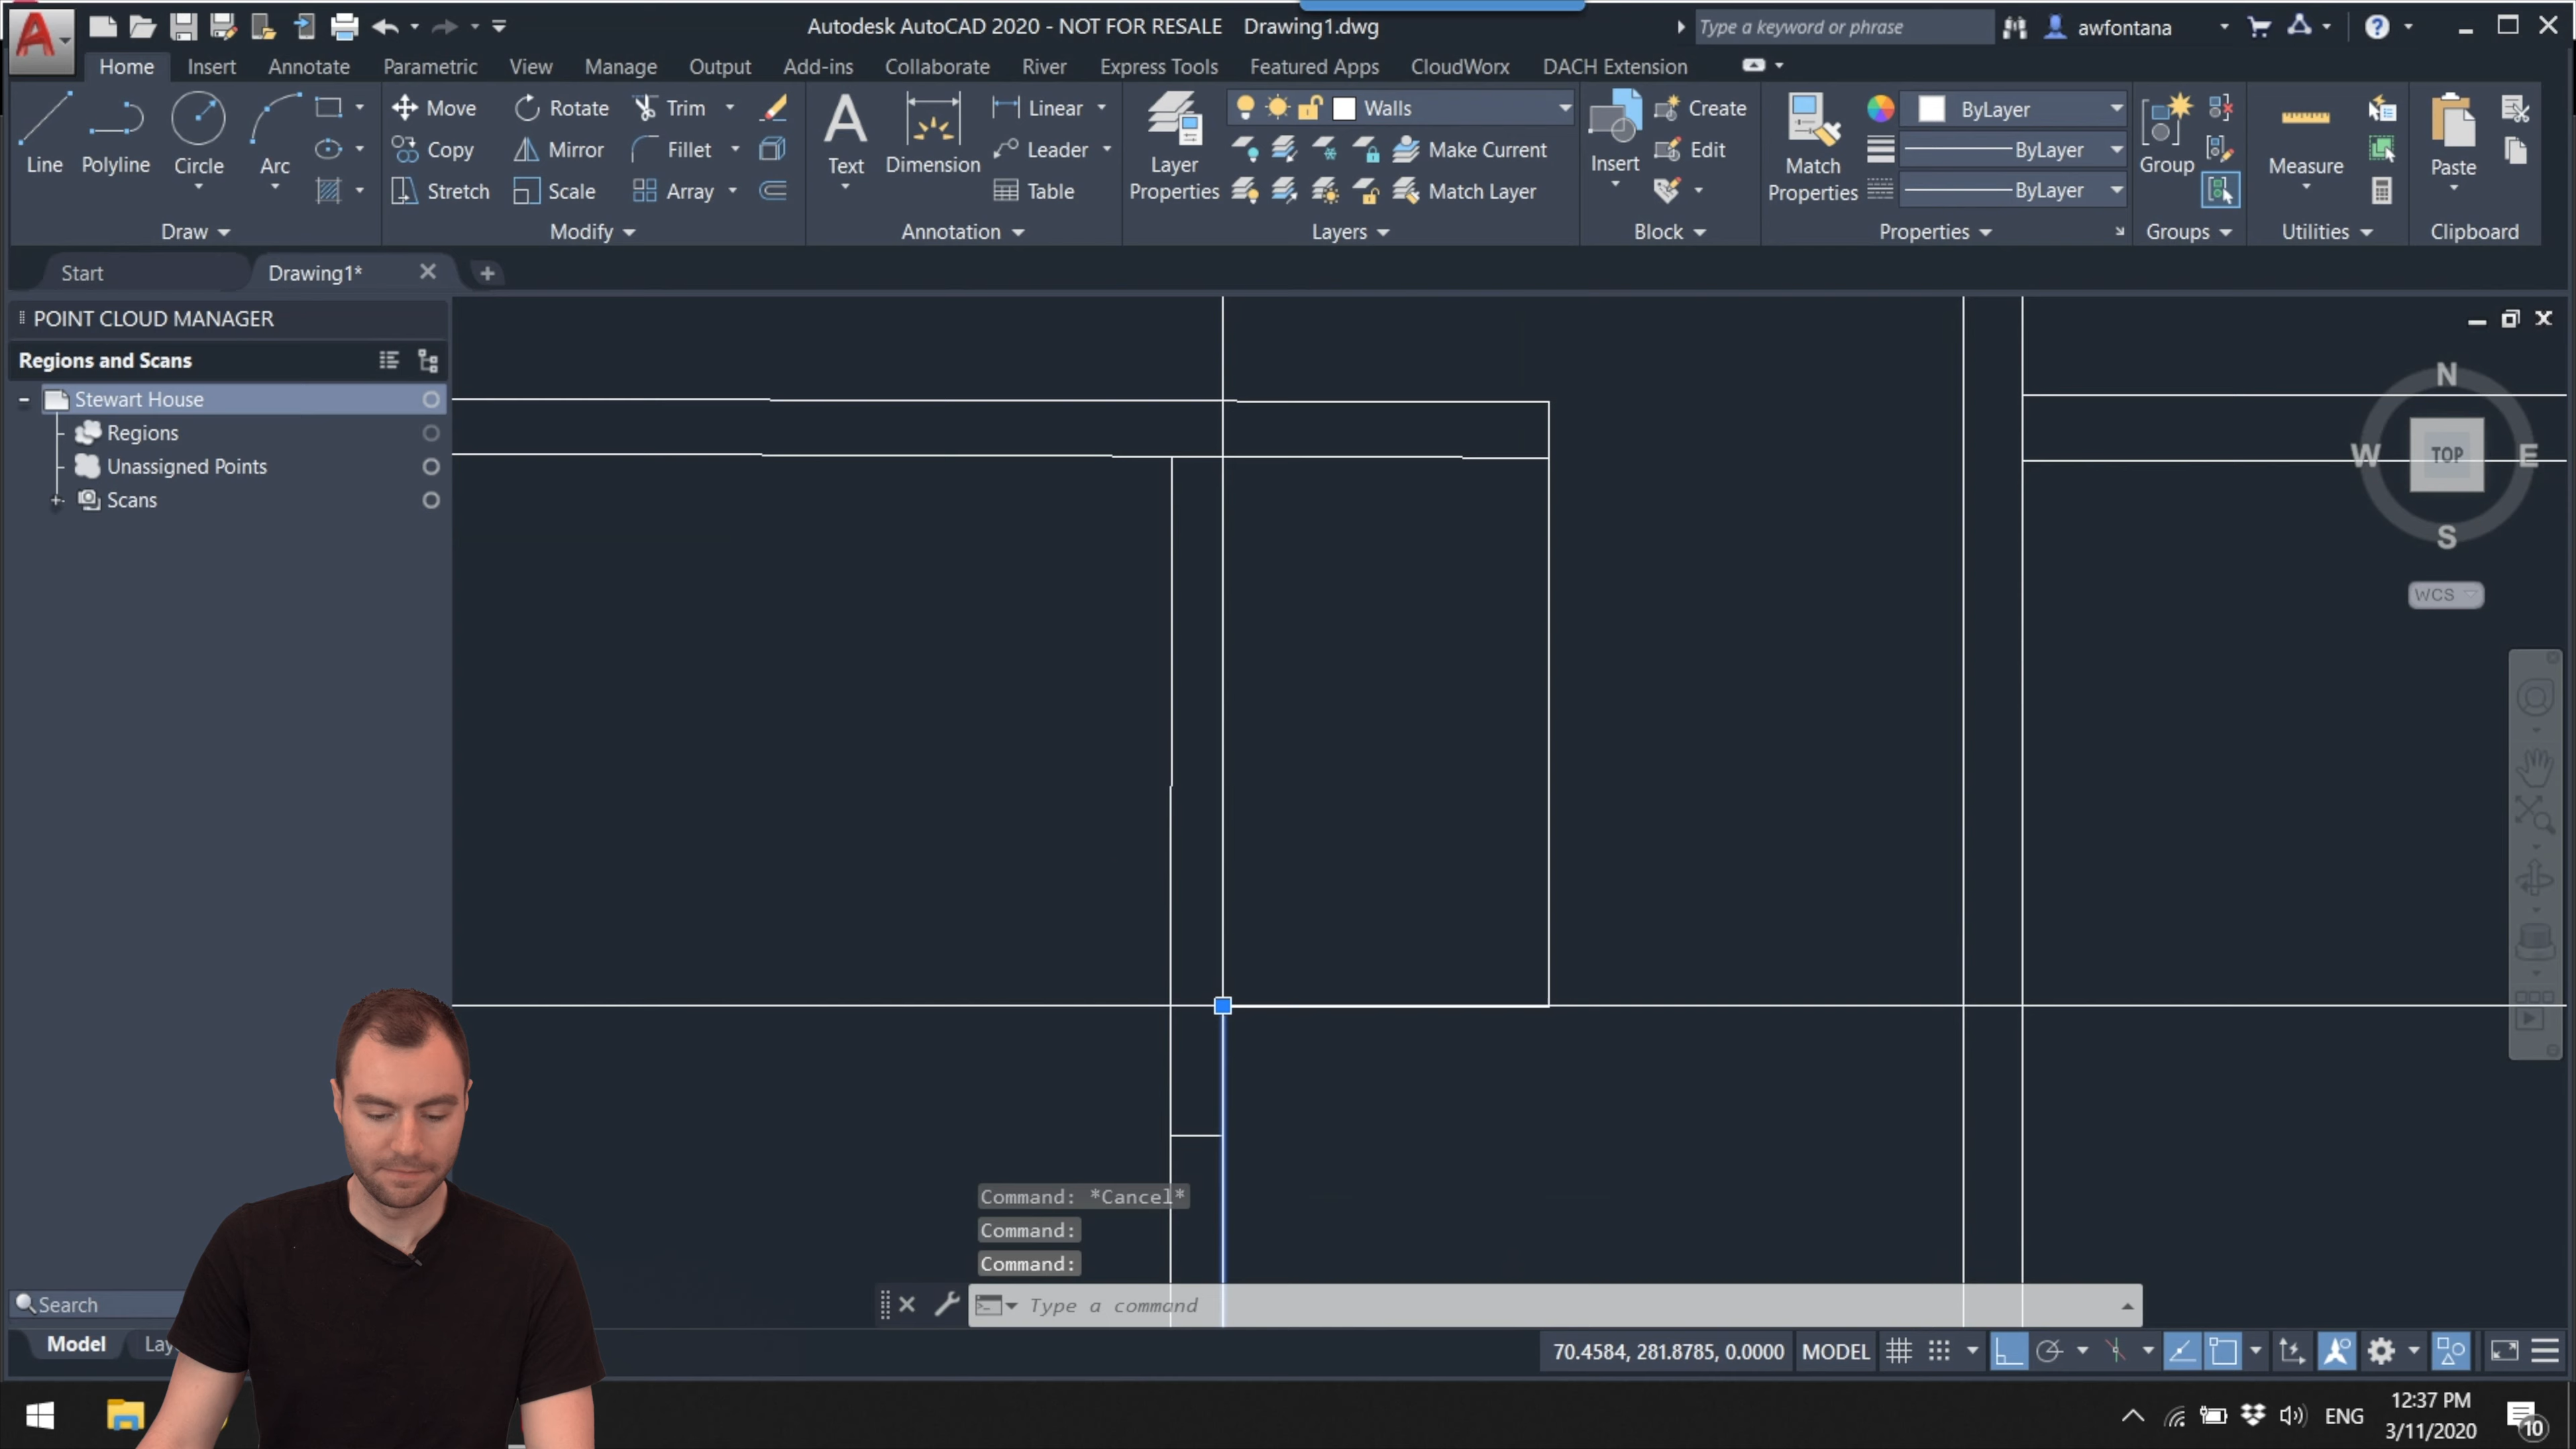 Autodesk AutoCAD 2020 - NOT FOR RESALE Drawing1.dwg
Type a keyword or phrase
awfontana
Home Insert Annotate Parametric View Manage Output Add-ins Collaborate River Express Tools Featured Apps CloudWorx DACH Extension
Line Polyline Circle Arc
Move Rotate Trim
Copy Mirror Fillet
Stretch Scale Array
Text Dimension
Linear
Leader
Table
Layer Properties
Walls
Make Current
Match Layer
Insert
Create
Edit
Match Properties
ByLayer
ByLayer
ByLayer
Group
Measure
Paste
Draw Modify Annotation Layers Block Properties Groups Utilities Clipboard
Start Drawing1*
POINT CLOUD MANAGER
Regions and Scans
Stewart House
Regions
Unassigned Points
Scans
N
W TOP E
S
WCS
Command: *Cancel*
Command:
Command:
Type a command
Search
Model Lay
70.4584, 281.8785, 0.0000 MODEL
ENG
12:37 PM
3/11/2020
10